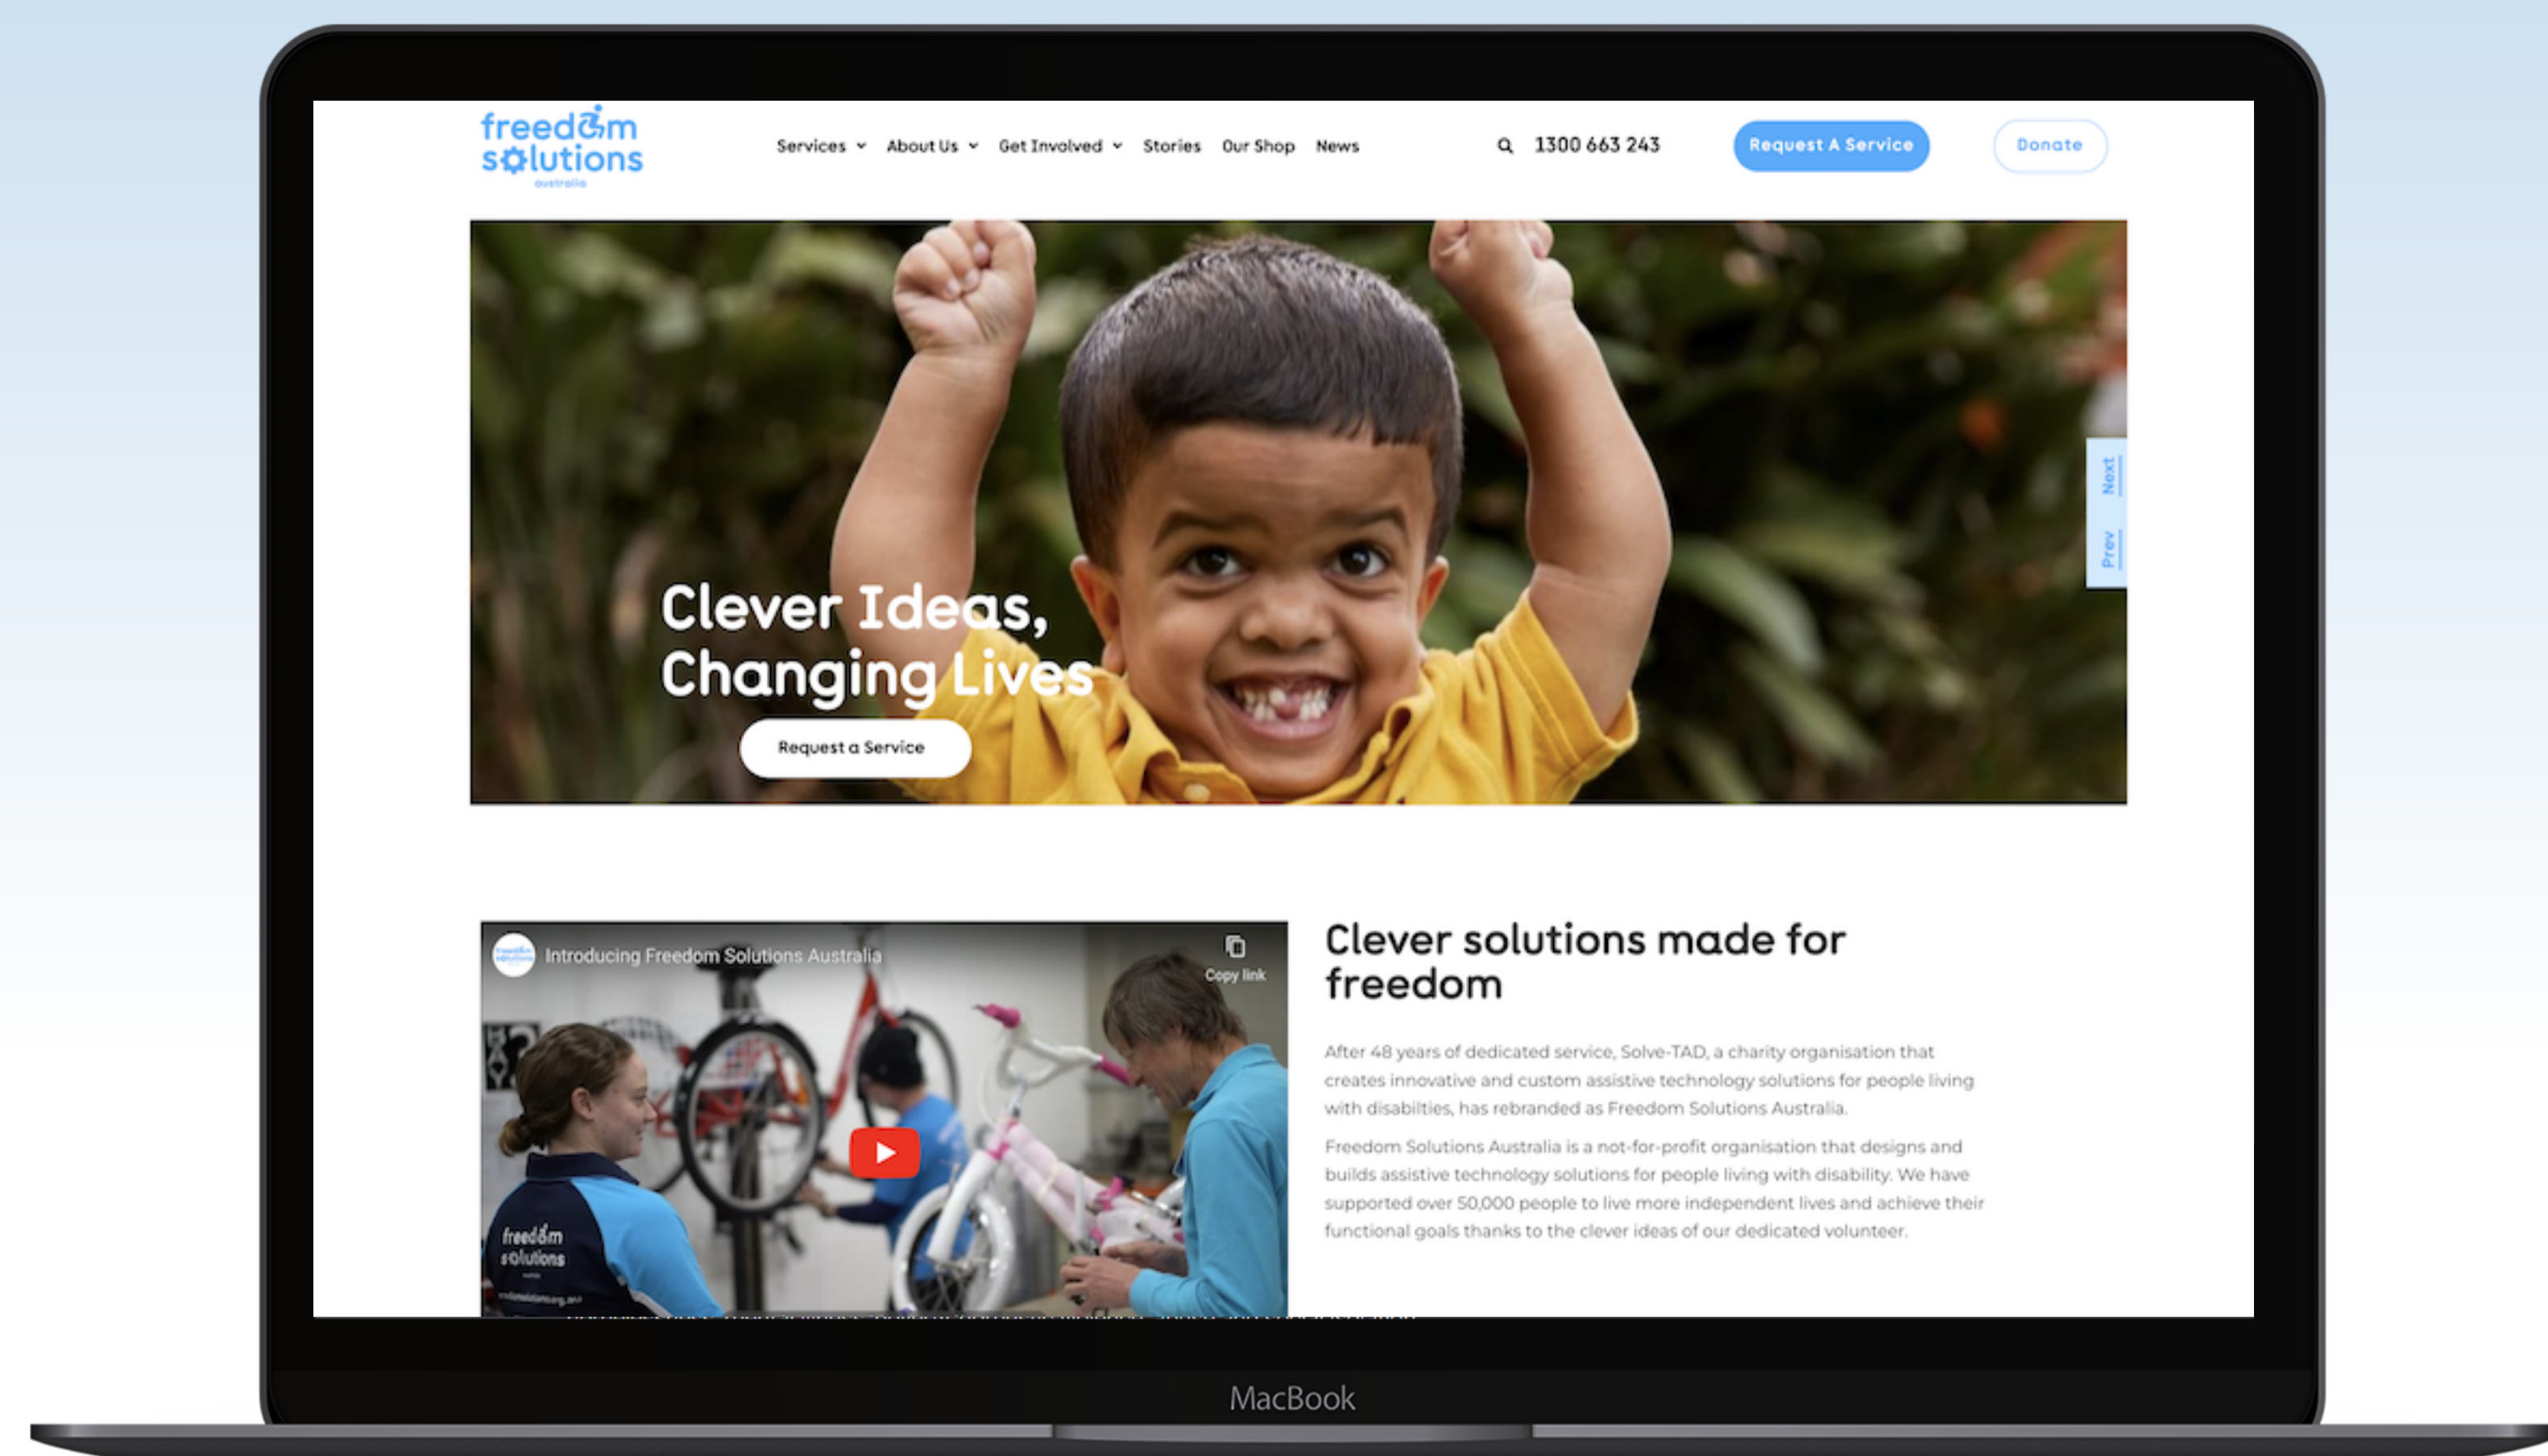 freedom
solutions
australia
Services
About Us
Get Involved
Stories
Our Shop
News
1300 663 243
Request A Service
Donate
Next
Prev
Clever Ideas,
Changing Lives
Request a Service
Introducing Freedom Solutions Australia
Copy link
freedom
solutions
Clever solutions made for
freedom
After 48 years of dedicated service, Solve-TAD, a charity organisation that
creates innovative and custom assistive technology solutions for people living
with disabilties, has rebranded as Freedom Solutions Australia.
Freedom Solutions Australia is a not-for-profit organisation that designs and
builds assistive technology solutions for people living with disability. We have
supported over 50,000 people to live more independent lives and achieve their
functional goals thanks to the clever ideas of our dedicated volunteer.
MacBook